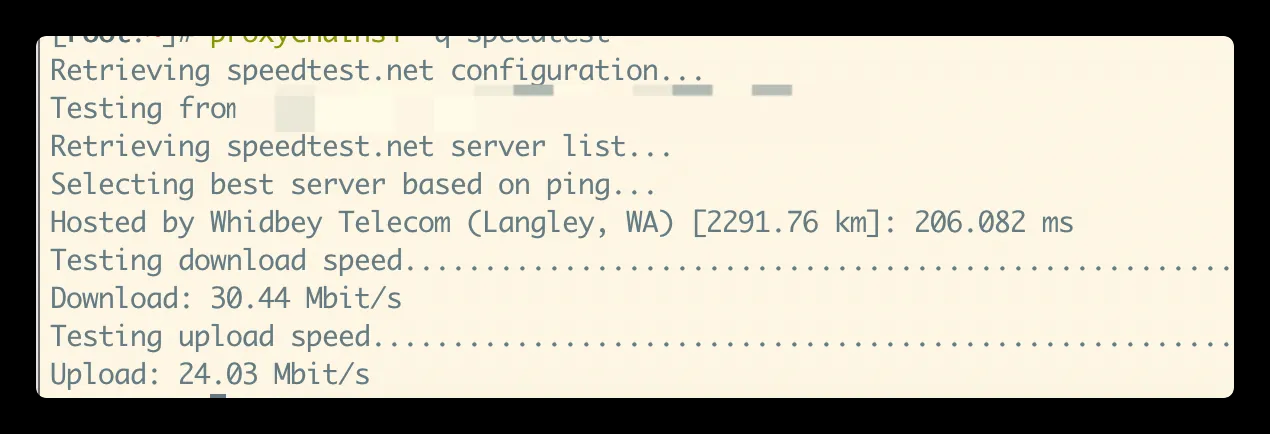 [root:~]# proxychains4 -q speedtest
Retrieving speedtest.net configuration...
Testing from
Retrieving speedtest.net server list...
Selecting best server based on ping...
Hosted by Whidbey Telecom (Langley, WA) [2291.76 km]: 206.082 ms
Testing download speed....................................................
Download: 30.44 Mbit/s
Testing upload speed......................................................
Upload: 24.03 Mbit/s